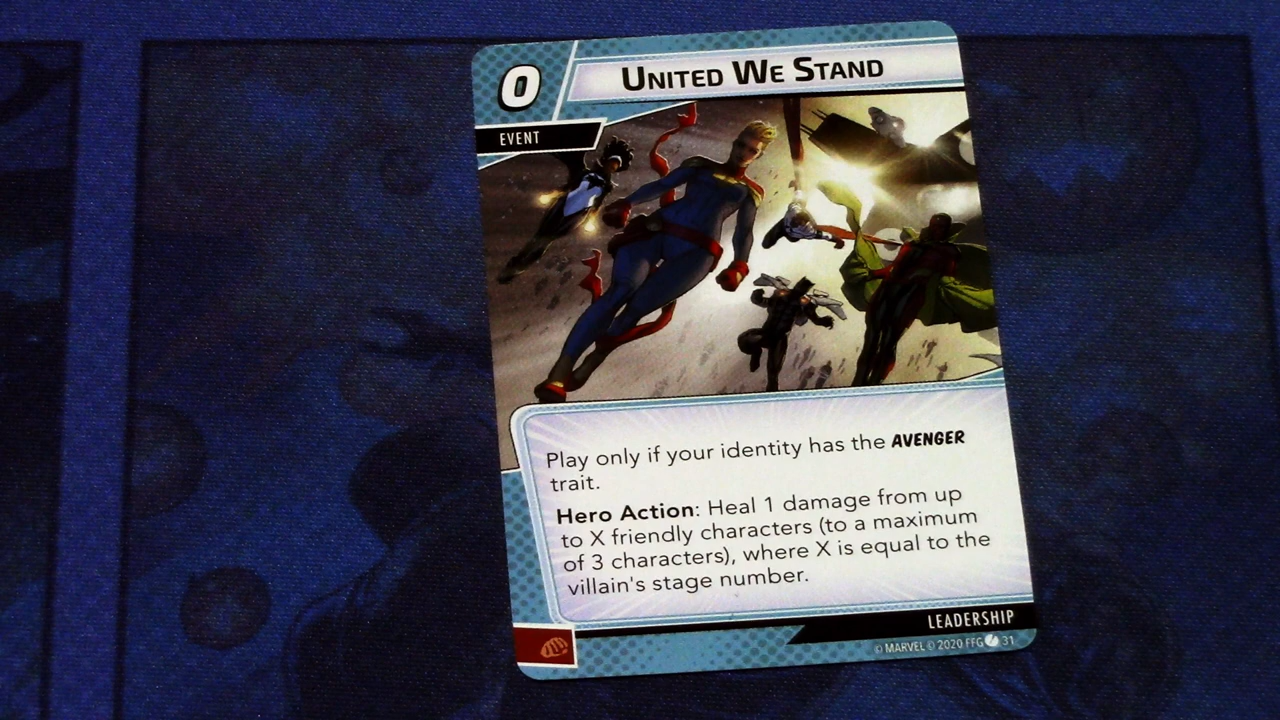 0
UNITED WE STAND
EVENT
Play only if your identity has the AVENGER
trait.
Hero Action: Heal 1 damage from up
to X friendly characters (to a maximum
of 3 characters), where X is equal to the
villain's stage number.
LEADERSHIP
© MARVEL © 2020 FFG 31